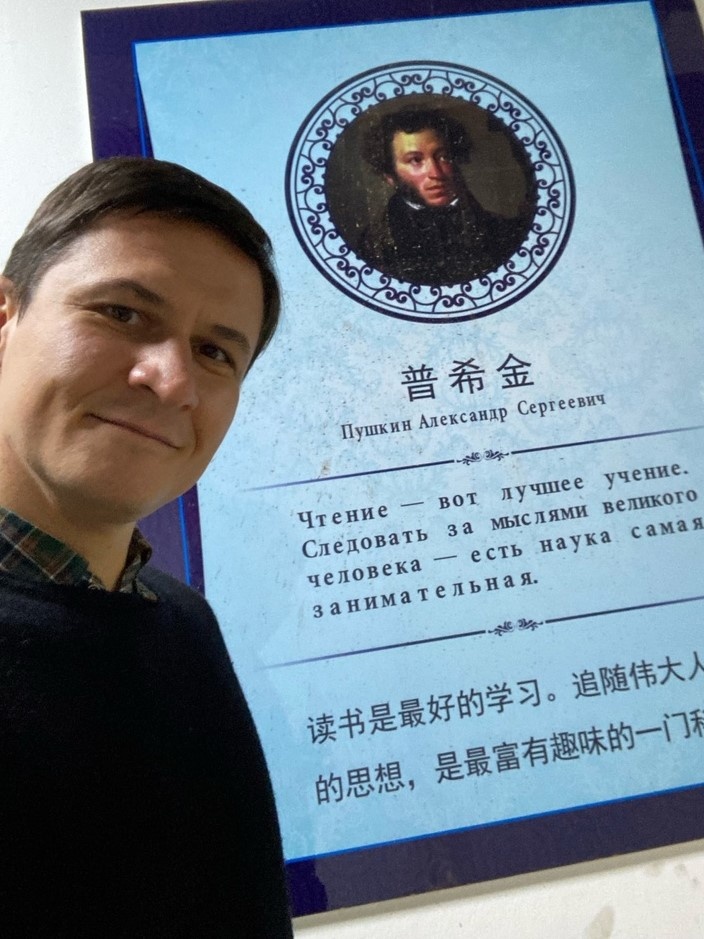 普希金
Пушкин Александр Сергеевич
Чтение — вот лучшее учение.
Следовать за мыслями великого
человека — есть наука самая
занимательная.
读书是最好的学习。追随伟大人
的思想，是最富有趣味的一门